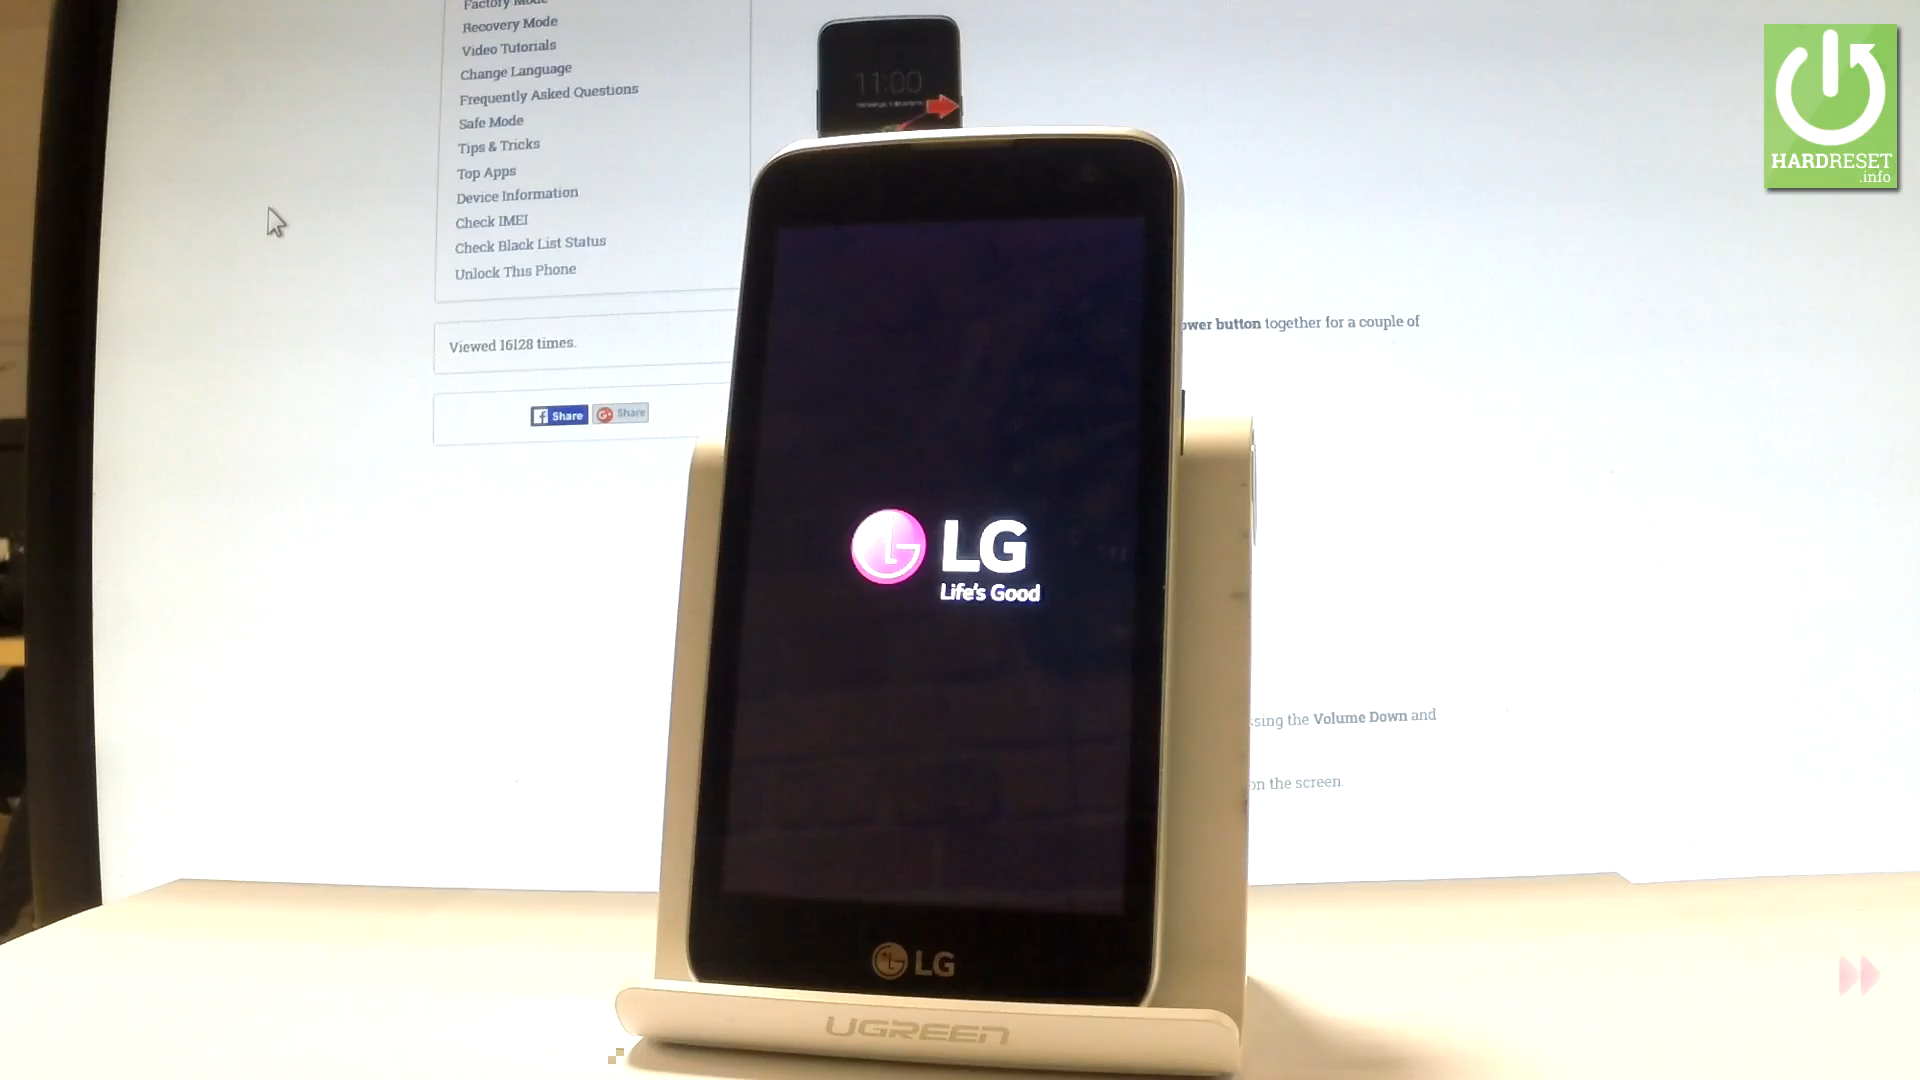 Factory Mode
Recovery Mode
Video Tutorials
Change Language
Frequently Asked Questions
Safe Mode
Tips & Tricks
Top Apps
Device Information
Check IMEI
Check Black List Status
Unlock This Phone
Viewed 16128 times.
Share
Share
11:00
HARDRESET
.info
ower button together for a couple of
LG
Life's Good
sing the Volume Down and
on the screen.
LG
UGREEN